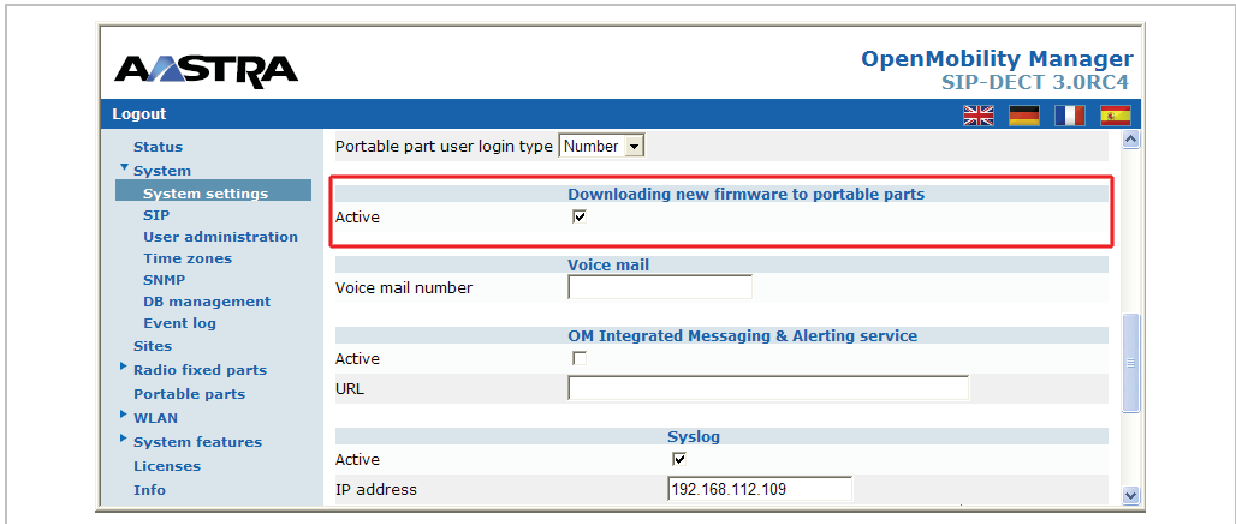 AASTRA
OpenMobility Manager
SIP-DECT 3.0RC4
Logout
Status
System
System settings
SIP
User administration
Time zones
SNMP
DB management
Event log
Sites
Radio fixed parts
Portable parts
WLAN
System features
Licenses
Info
Portable part user login type Number
Downloading new firmware to portable parts
Active
Voice mail
Voice mail number
OM Integrated Messaging & Alerting service
Active
URL
Syslog
Active
IP address 192.168.112.109